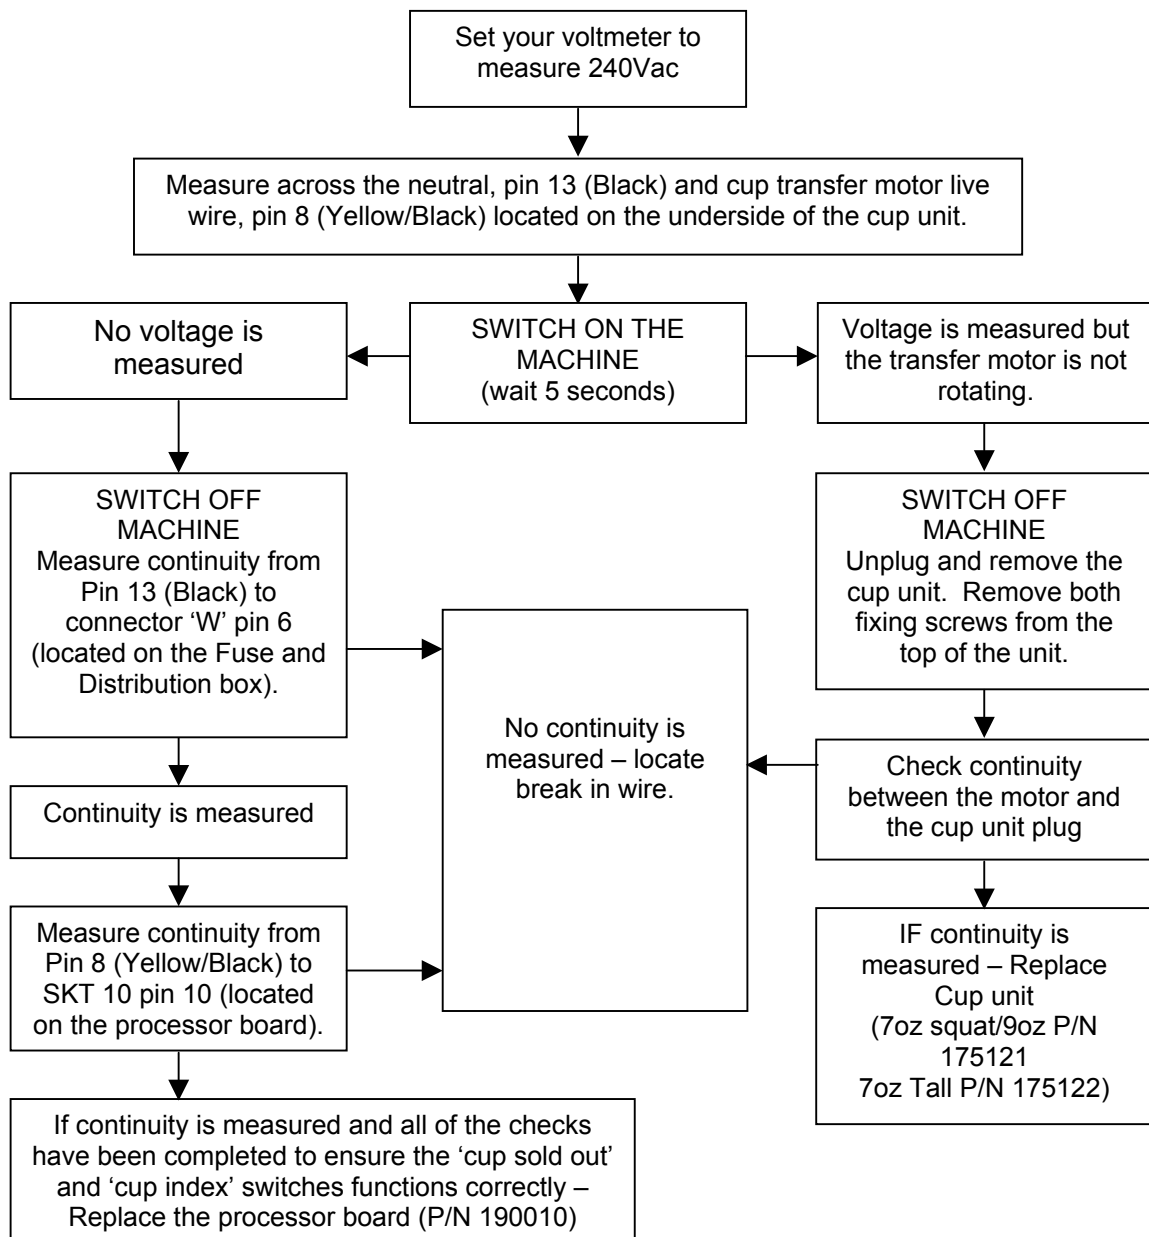 Set your voltmeter to
measure 240Vac
Measure across the neutral, pin 13 (Black) and cup transfer motor live
wire, pin 8 (Yellow/Black) located on the underside of the cup unit.
No voltage is
measured
SWITCH ON THE
MACHINE
(wait 5 seconds)
Voltage is measured but
the transfer motor is not
rotating.
SWITCH OFF
MACHINE
Measure continuity from
Pin 13 (Black) to
connector ‘W’ pin 6
(located on the Fuse and
Distribution box).
SWITCH OFF
MACHINE
Unplug and remove the
cup unit.  Remove both
fixing screws from the
top of the unit.
No continuity is
measured – locate
break in wire.
Check continuity
between the motor and
the cup unit plug
Continuity is measured
Measure continuity from
Pin 8 (Yellow/Black) to
SKT 10 pin 10 (located
on the processor board).
IF continuity is
measured – Replace
Cup unit
(7oz squat/9oz P/N
175121
7oz Tall P/N 175122)
If continuity is measured and all of the checks
have been completed to ensure the ‘cup sold out’
and ‘cup index’ switches functions correctly –
Replace the processor board (P/N 190010)